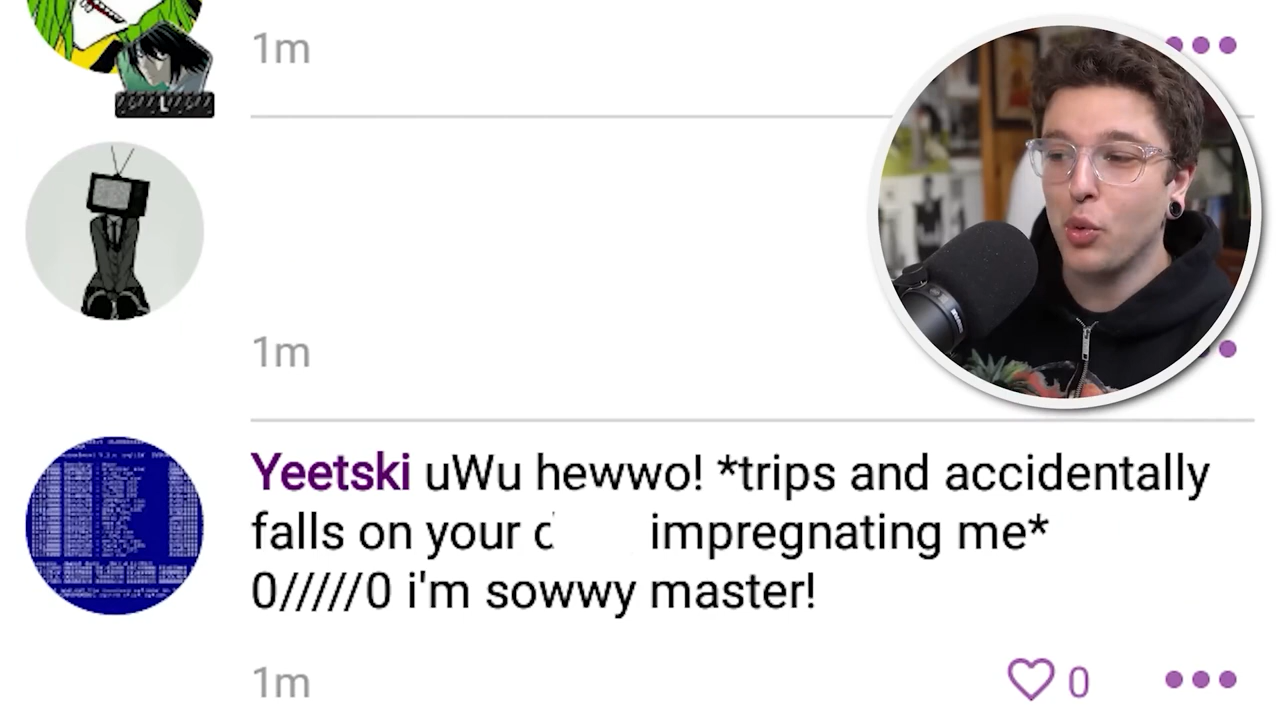 1m
1m
Yeetski uWu hewwo! *trips and accidentally
falls on your impregnating me*
0/////0 i'm sowwy master!
1m
0